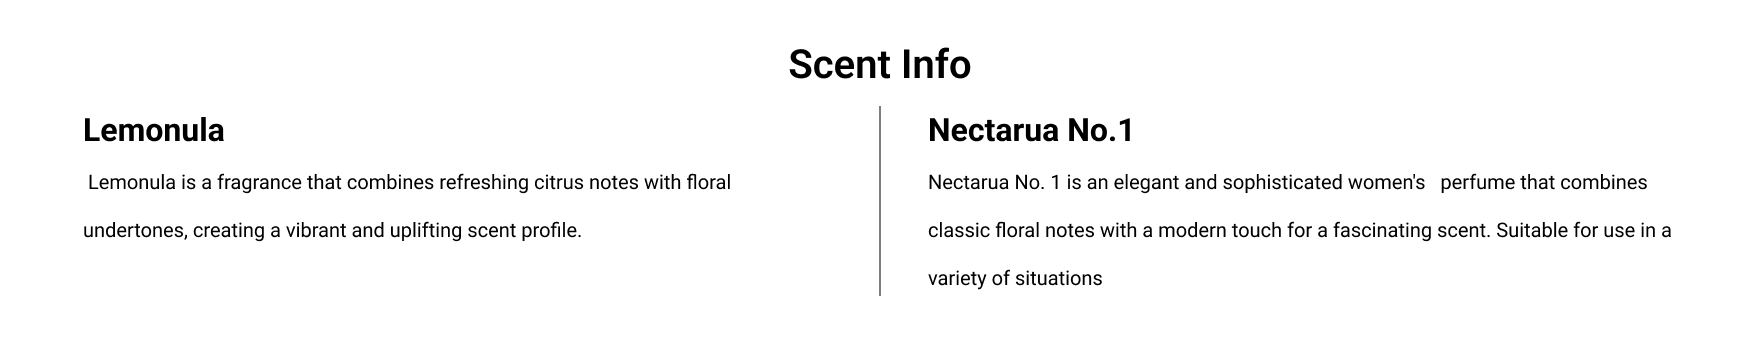 Scent Info
Lemonula
Lemonula is a fragrance that combines refreshing citrus notes with floral
undertones, creating a vibrant and uplifting scent profile.
Nectarua No.1
Nectarua No. 1 is an elegant and sophisticated women's   perfume that combines
classic floral notes with a modern touch for a fascinating scent. Suitable for use in a
variety of situations